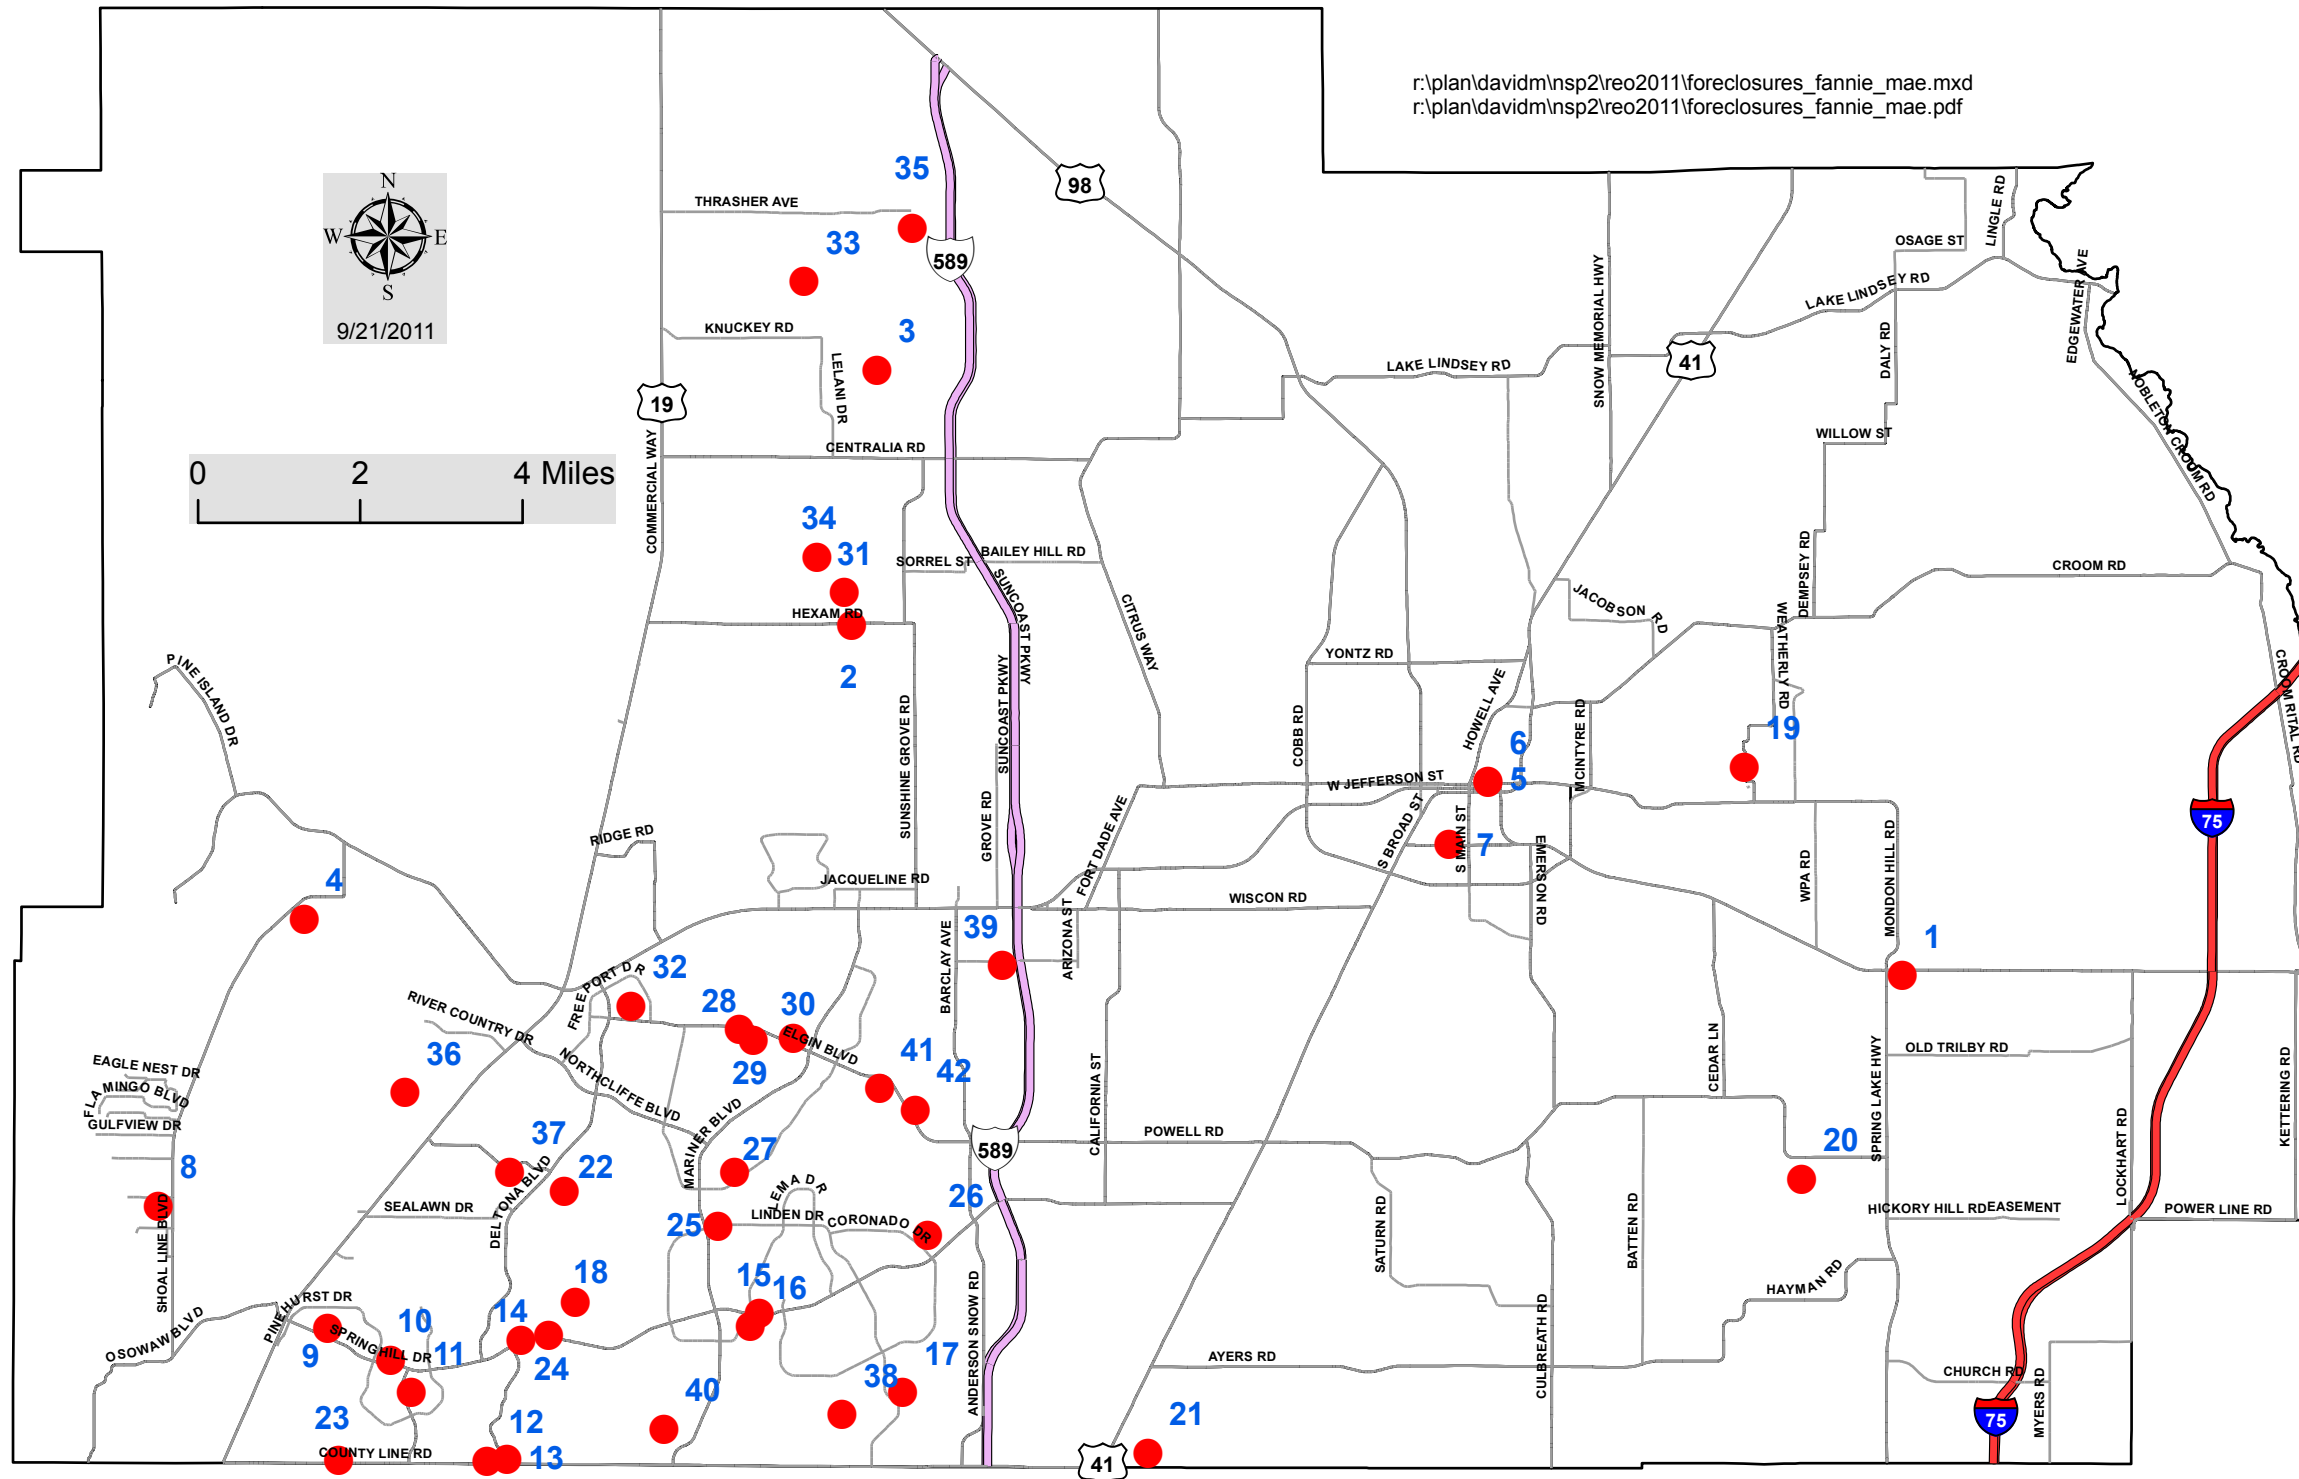 r:\plan\davidm\nsp2\reo2011\foreclosures_fannie_mae.mxd
r:\plan\davidm\nsp2\reo2011\foreclosures_fannie_mae.pdf
N
W E
S
9/21/2011
0 2 4 Miles
35
98
THRASHER AVE
33
589
KNUCKEY RD
3
LELANI DR
19
COMMERCIAL WAY
CENTRALIA RD
34
31
SORREL ST
BAILEY HILL RD
HEXAM RD
2
SUNCOAST PKWY
SUNCOAST PKWY
CITRUS WAY
SUNSHINE GROVE RD
GROVE RD
LINGLE RD
OSAGE ST
LAKE LINDSEY RD
EDGEWATER AVE
SNOW MEMORIAL HWY
41
DALY RD
LAKE LINDSEY RD
NOBLETON CROOM RD
WILLOW ST
DEMPSEY RD
CROOM RD
JACOBSON RD
WEATHERLY RD
YONTZ RD
CROOM RITAL RD
HOWELL AVE
COBB RD
MCINTYRE RD
19
6
5
W JEFFERSON ST
S BROAD ST
S MAIN ST
7
EMERSON RD
FORT DADE AVE
WISCON RD
ARIZONA ST
WPA RD
MONDON HILL RD
75
1
PINE ISLAND DR
RIDGE RD
JACQUELINE RD
4
39
BARCLAY AVE
32
FREEPORT DR
RIVER COUNTRY DR
28
30
ELGIN BLVD
29
41
42
36
NORTHCLIFFE BLVD
EAGLE NEST DR
FLAMINGO BLVD
GULFVIEW DR
8
SHOAL LINE BLVD
37
22
DELTONA BLVD
SEALAWN DR
MARINER BLVD
27
LEMA DR
25
LINDEN DR
CORONADO DR
26
589
CALIFORNIA ST
POWELL RD
CEDAR LN
SPRING LAKE HWY
OLD TRILBY RD
KETTERING RD
LOCKHART RD
20
HICKORY HILL RD
EASEMENT
POWER LINE RD
SATURN RD
BATTEN RD
HAYMAN RD
CULBREATH RD
AYERS RD
CHURCH RD
MYERS RD
75
OSOWAW BLVD
PINEHURST DR
9
SPRING HILL DR
10
11
14
18
24
15
16
17
38
ANDERSON SNOW RD
40
23
COUNTY LINE RD
12
13
41
21